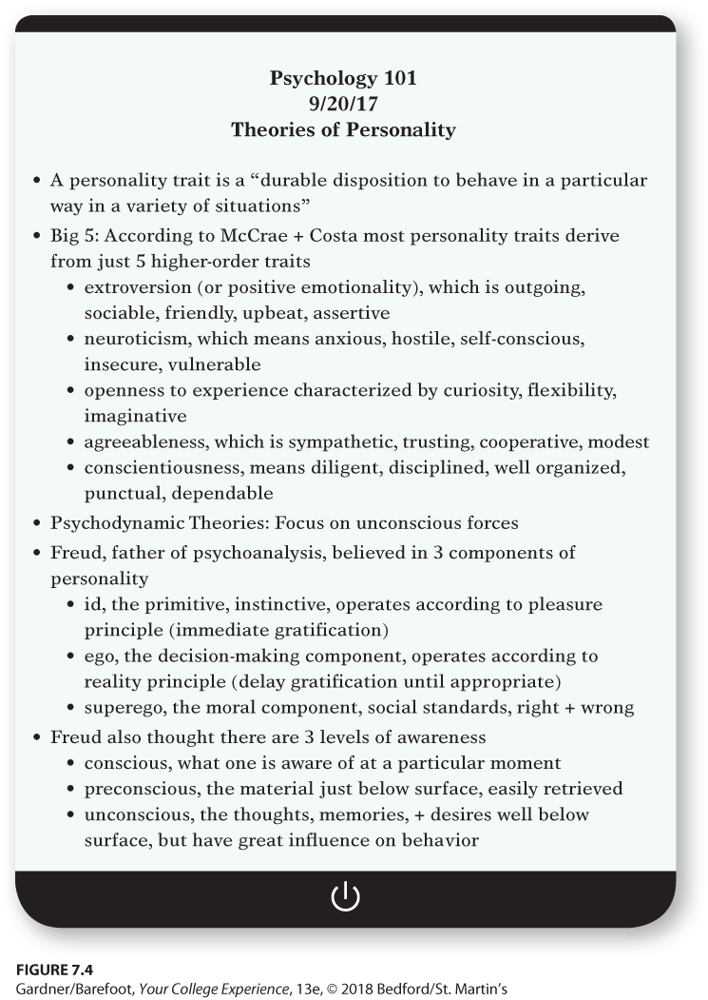 Psychology 101
9/20/17
Theories of Personality
• A personality trait is a “durable disposition to behave in a particular
way in a variety of situations”
• Big 5: According to McCrae + Costa most personality traits derive
from just 5 higher-order traits
• extroversion (or positive emotionality), which is outgoing,
sociable, friendly, upbeat, assertive
• neuroticism, which means anxious, hostile, self-conscious,
insecure, vulnerable
• openness to experience characterized by curiosity, flexibility,
imaginative
• agreeableness, which is sympathetic, trusting, cooperative, modest
• conscientiousness, means diligent, disciplined, well organized,
punctual, dependable
• Psychodynamic Theories: Focus on unconscious forces
• Freud, father of psychoanalysis, believed in 3 components of
personality
• id, the primitive, instinctive, operates according to pleasure
principle (immediate gratification)
• ego, the decision-making component, operates according to
reality principle (delay gratification until appropriate)
• superego, the moral component, social standards, right + wrong
• Freud also thought there are 3 levels of awareness
• conscious, what one is aware of at a particular moment
• preconscious, the material just below surface, easily retrieved
• unconscious, the thoughts, memories, + desires well below
surface, but have great influence on behavior
FIGURE 7.4
Gardner/Barefoot, Your College Experience, 13e, © 2018 Bedford/St. Martin’s